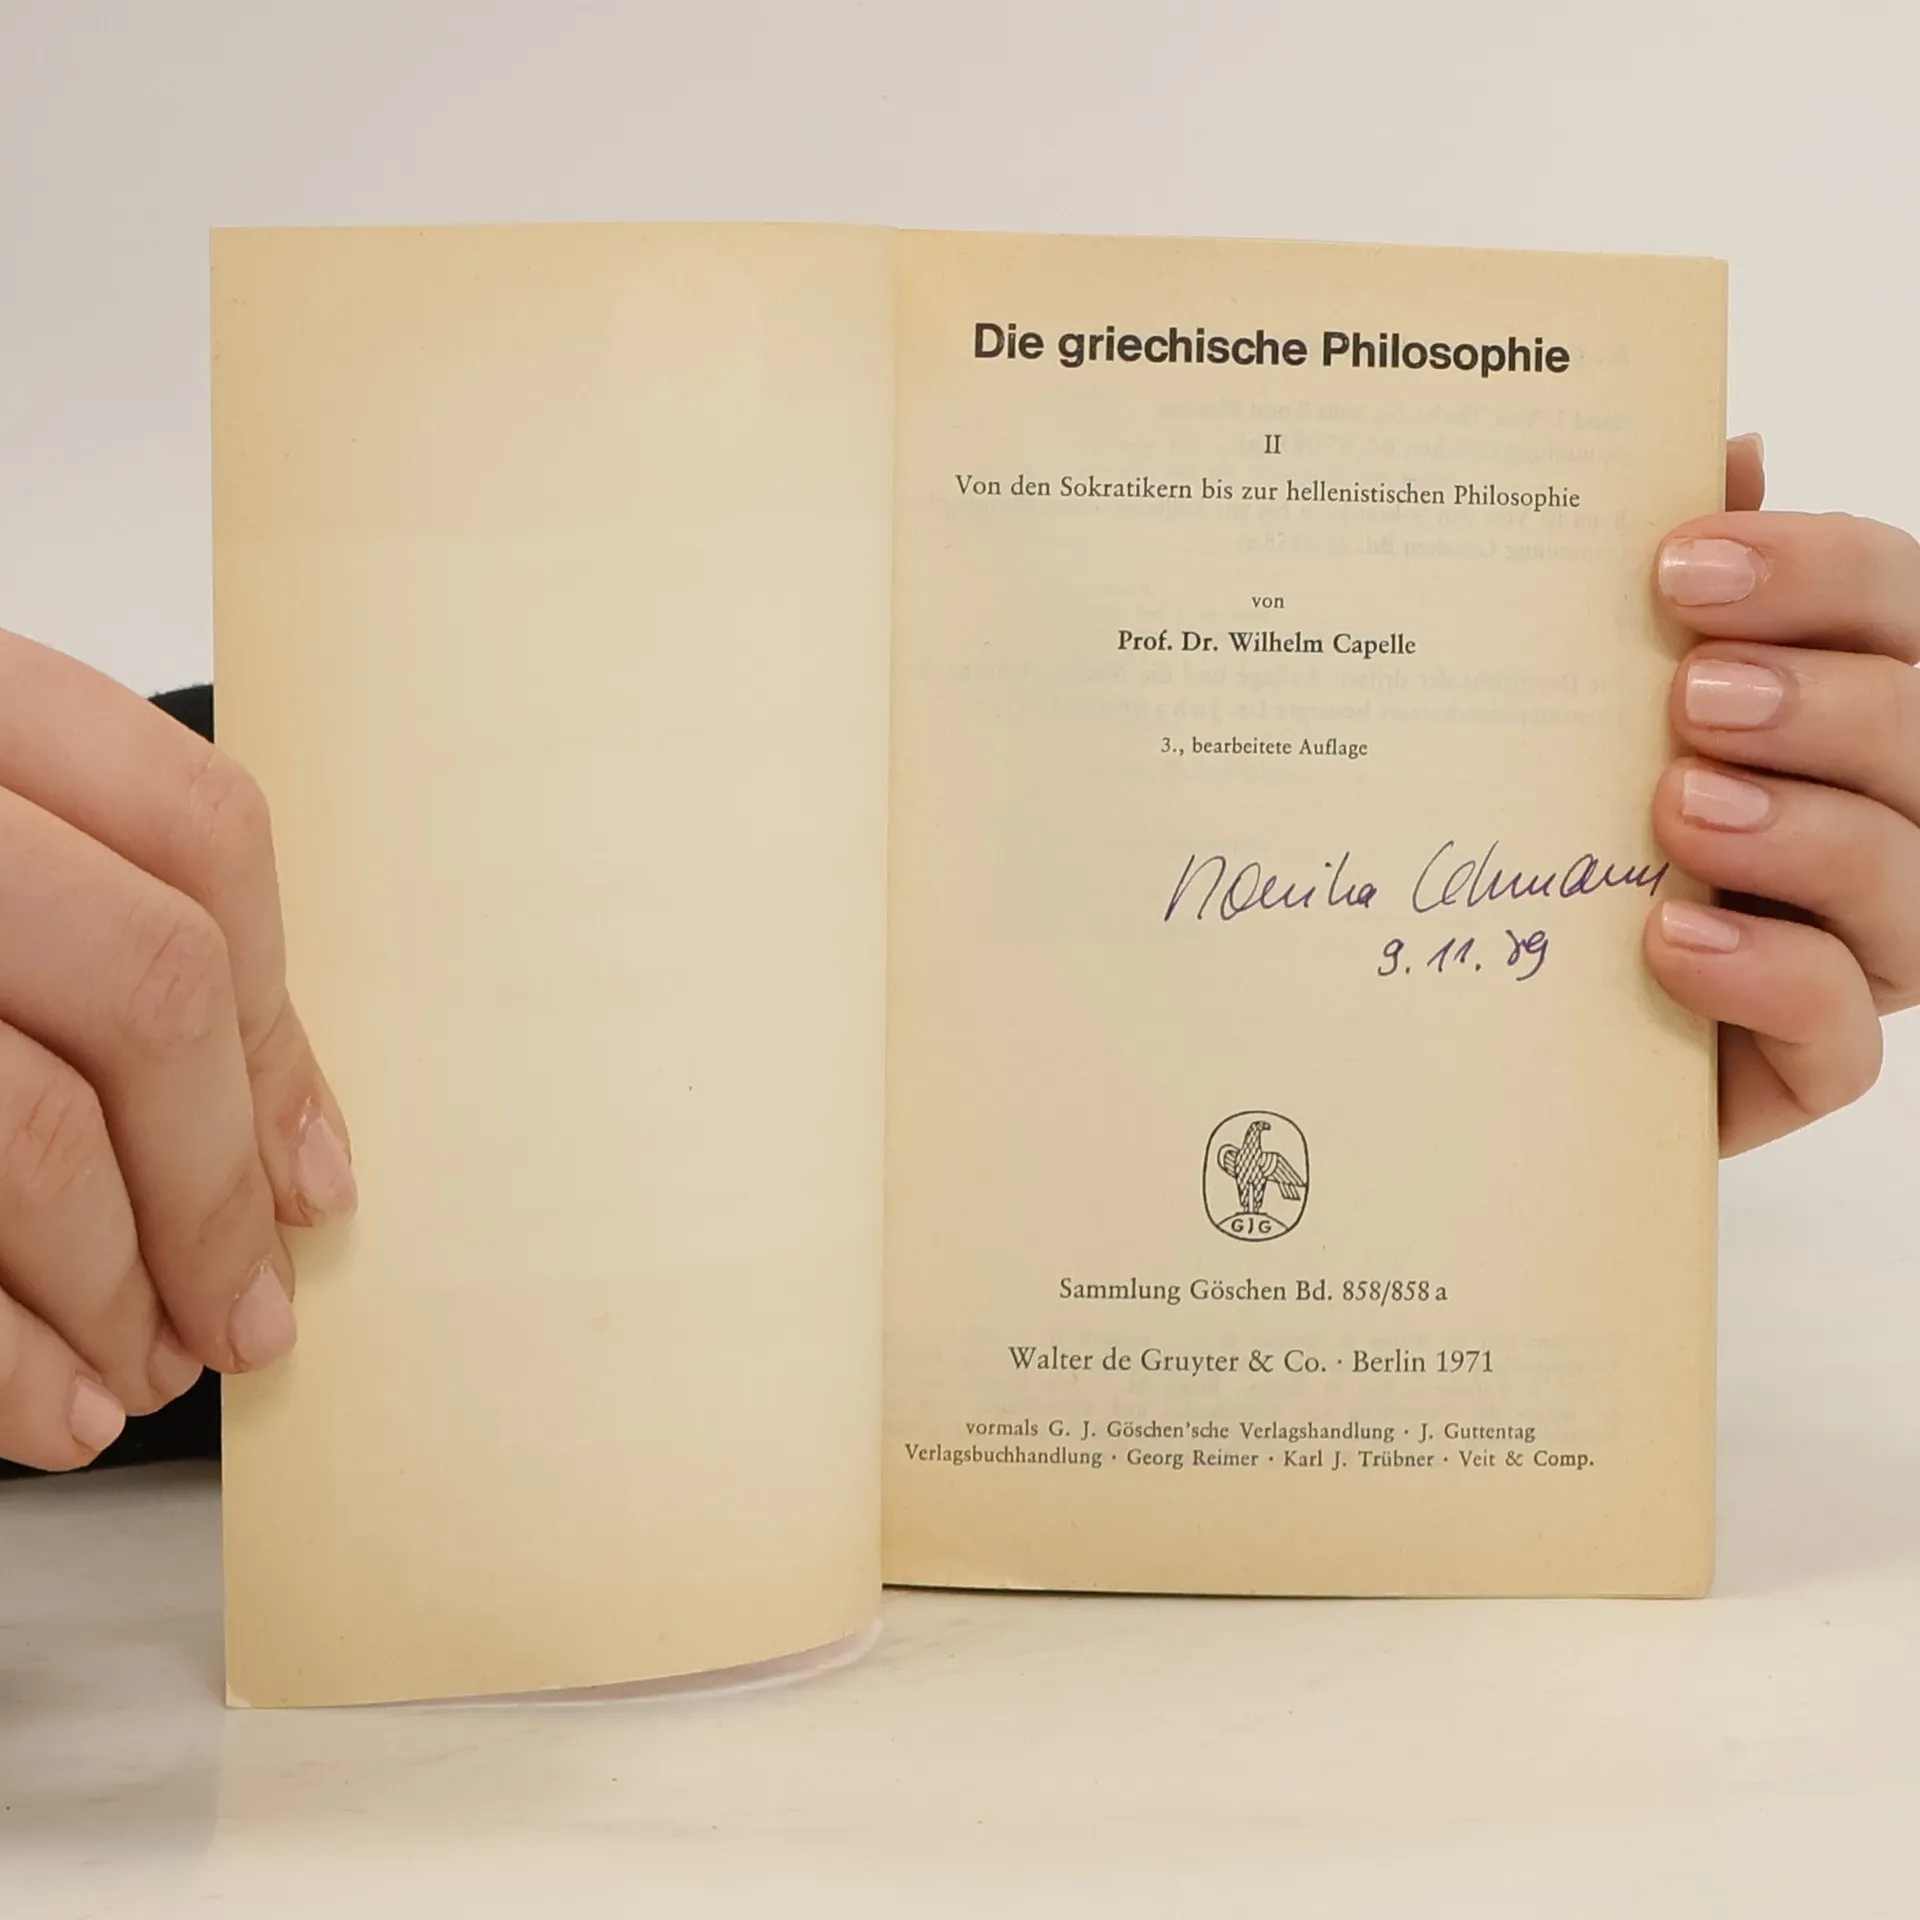 Die griechische Philosophie
II
Von den Sokratikern bis zur hellenistischen Philosophie
von
Prof. Dr. Wilhelm Capelle
3., bearbeitete Auflage
Monika
9. 11. 89
GJG
Sammlung Göschen Bd. 858/858 a
Walter de Gruyter & Co. · Berlin 1971
vormals G. J. Göschen'sche Verlagshandlung · J. Guttentag
Verlagsbuchhandlung · Georg Reimer · Karl J. Trübner · Veit & Comp.